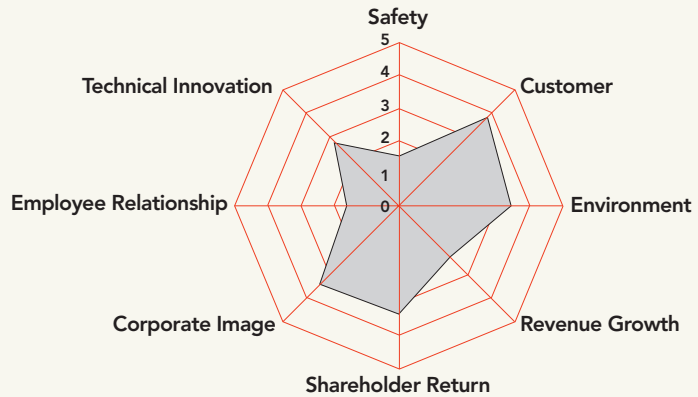 Safety
5
Technical Innovation
4
Customer
3
2
1
Employee Relationship
0
Environment
Corporate Image
Revenue Growth
Shareholder Return